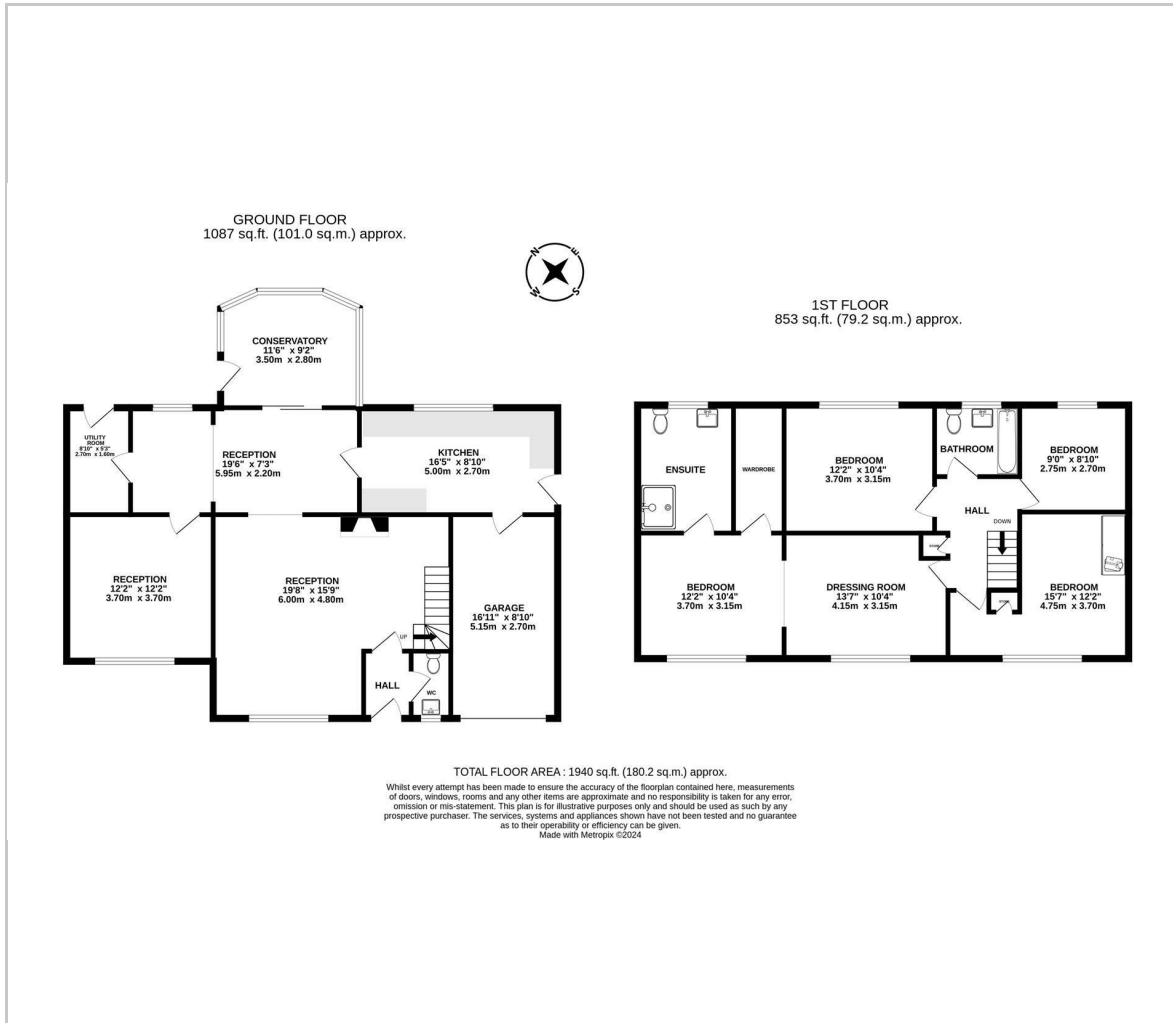 GROUND FLOOR
1087 sq.ft. (101.0 sq.m.) approx.
N
E
S
W
CONSERVATORY
11'6" x 9'2"
3.50m x 2.80m
UTILITY
ROOM
8'10" x 5'3"
2.70m x 1.60m
RECEPTION
19'6" x 7'3"
5.95m x 2.20m
KITCHEN
16'5" x 8'10"
5.00m x 2.70m
RECEPTION
12'2" x 12'2"
3.70m x 3.70m
RECEPTION
19'8" x 15'9"
6.00m x 4.80m
GARAGE
16'11" x 8'10"
5.15m x 2.70m
UP
HALL
WC
1ST FLOOR
853 sq.ft. (79.2 sq.m.) approx.
ENSUITE
WARDROBE
BEDROOM
12'2" x 10'4"
3.70m x 3.15m
BATHROOM
BEDROOM
9'0" x 8'10"
2.75m x 2.70m
HALL
DOWN
STORE
BEDROOM
12'2" x 10'4"
3.70m x 3.15m
DRESSING ROOM
13'7" x 10'4"
4.15m x 3.15m
BEDROOM
15'7" x 12'2"
4.75m x 3.70m
STORE
TOTAL FLOOR AREA : 1940 sq.ft. (180.2 sq.m.) approx.
Whilst every attempt has been made to ensure the accuracy of the floorplan contained here, measurements
of doors, windows, rooms and any other items are approximate and no responsibility is taken for any error,
omission or mis-statement. This plan is for illustrative purposes only and should be used as such by any
prospective purchaser. The services, systems and appliances shown have not been tested and no guarantee
as to their operability or efficiency can be given.
Made with Metropix ©2024